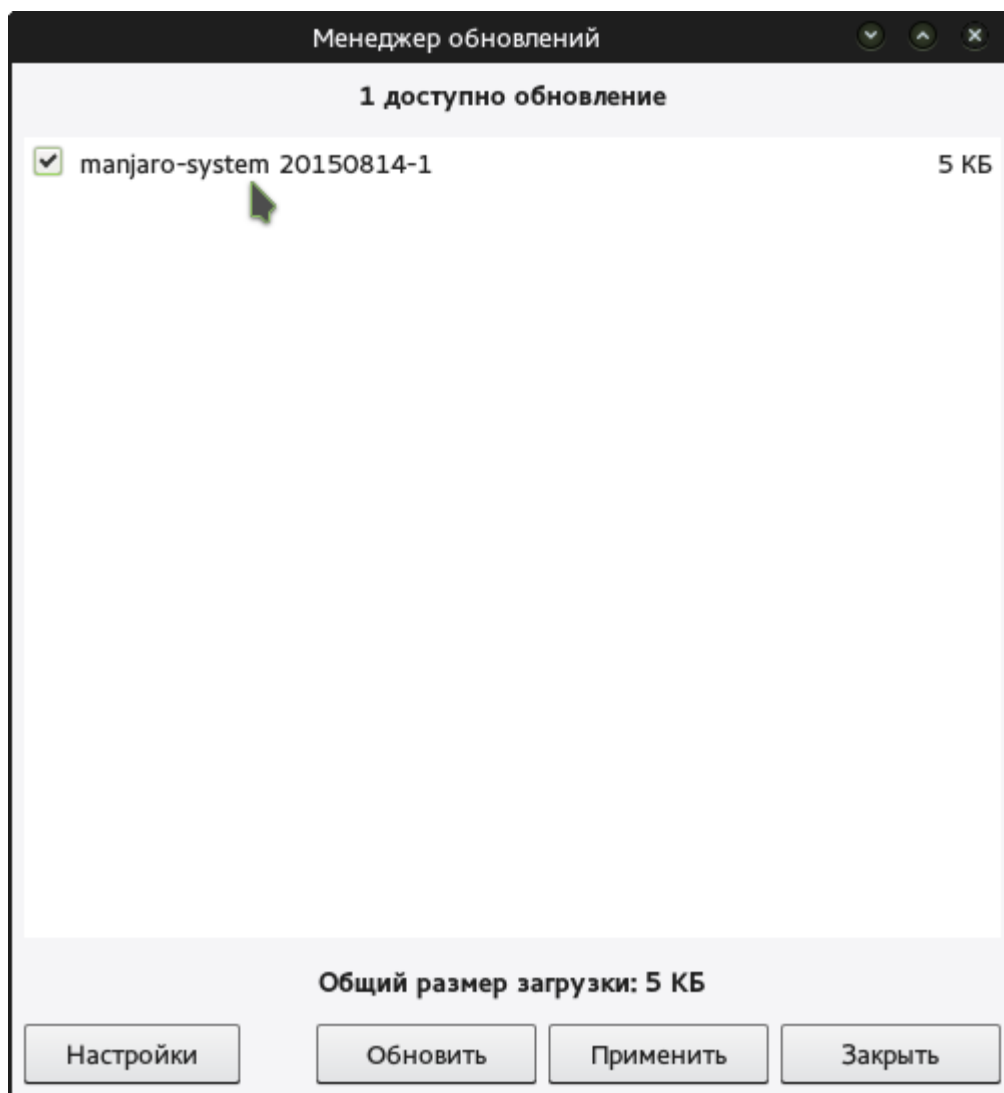 Менеджер обновлений
1 доступно обновление
manjaro-system 20150814-1 5 КБ
Общий размер загрузки: 5 КБ
Настройки Обновить Применить Закрыть